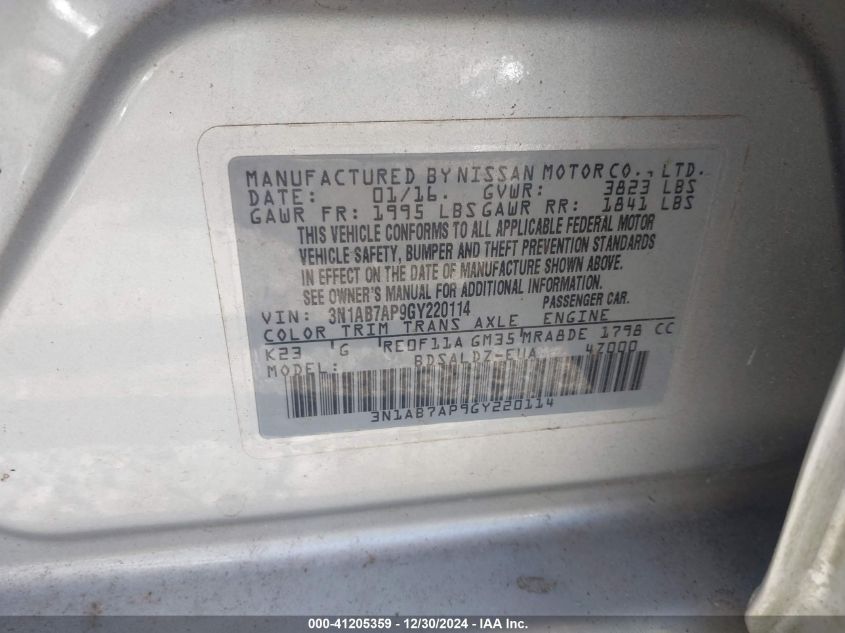 MANUFACTURED BY NISSAN MOTOR CO., LTD.
DATE: 01/16. GVWR: 3823 LBS
GAWR FR: 1995 LBS GAWR RR: 1841 LBS
THIS VEHICLE CONFORMS TO ALL APPLICABLE FEDERAL MOTOR
VEHICLE SAFETY, BUMPER AND THEFT PREVENTION STANDARDS
IN EFFECT ON THE DATE OF MANUFACTURE SHOWN ABOVE.
SEE OWNER'S MANUAL FOR ADDITIONAL INFORMATION.
VIN: 3N1AB7AP9GY220114 PASSENGER CAR.
COLOR TRIM TRANS AXLE ENGINE
K23 G RE0F11A GM35 MRA8DE 1798 CC
MODEL: BDSALDZ-EUA 4Z000
3N1AB7AP9GY220114
000-41205359 - 12/30/2024 - IAA Inc.